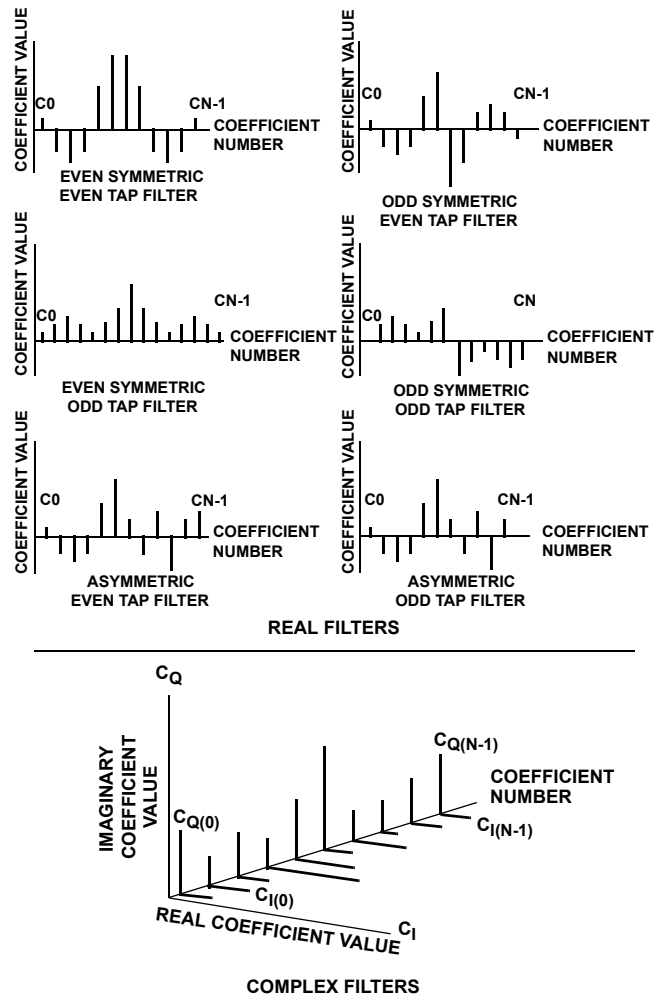 COEFFICIENT VALUE
C0
CN-1
COEFFICIENT
NUMBER
EVEN SYMMETRIC
EVEN TAP FILTER
COEFFICIENT VALUE
C0
CN-1
COEFFICIENT
NUMBER
ODD SYMMETRIC
EVEN TAP FILTER
COEFFICIENT VALUE
C0
CN-1
COEFFICIENT
NUMBER
EVEN SYMMETRIC
ODD TAP FILTER
COEFFICIENT VALUE
C0
CN
COEFFICIENT
NUMBER
ODD SYMMETRIC
ODD TAP FILTER
COEFFICIENT VALUE
C0
CN-1
COEFFICIENT
NUMBER
ASYMMETRIC
EVEN TAP FILTER
COEFFICIENT VALUE
C0
CN-1
COEFFICIENT
NUMBER
ASYMMETRIC
ODD TAP FILTER
REAL FILTERS
CQ
IMAGINARY
COEFFICIENT
VALUE
CQ(0)
CQ(N-1)
COEFFICIENT
NUMBER
CI(N-1)
CI(0)
REAL COEFFICIENT VALUE
CI
COMPLEX FILTERS